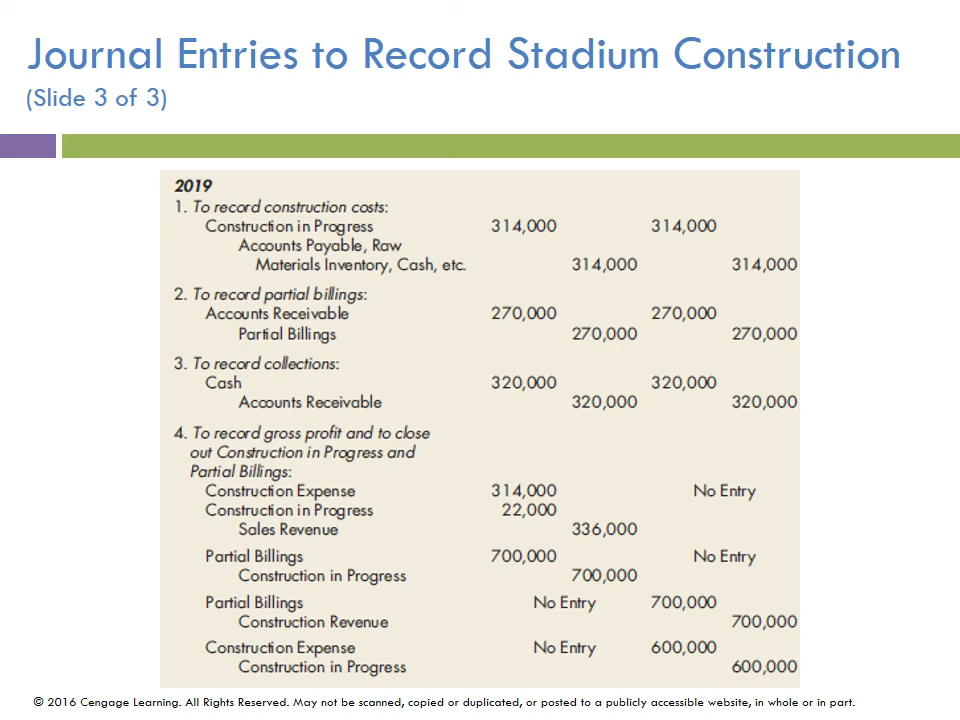 Journal Entries to Record Stadium Construction
(Slide 3 of 3)
2019
1. To record construction costs:
Construction in Progress 314,000 314,000
Accounts Payable, Raw
Materials Inventory, Cash, etc. 314,000 314,000
2. To record partial billings:
Accounts Receivable 270,000 270,000
Partial Billings 270,000 270,000
3. To record collections:
Cash 320,000 320,000
Accounts Receivable 320,000 320,000
4. To record gross profit and to close
out Construction in Progress and
Partial Billings:
Construction Expense 314,000 No Entry
Construction in Progress 22,000
Sales Revenue 336,000
Partial Billings 700,000 No Entry
Construction in Progress 700,000
Partial Billings No Entry 700,000
Construction Revenue 700,000
Construction Expense No Entry 600,000
Construction in Progress 600,000
© 2016 Cengage Learning. All Rights Reserved. May not be scanned, copied or duplicated, or posted to a publicly accessible website, in whole or in part.